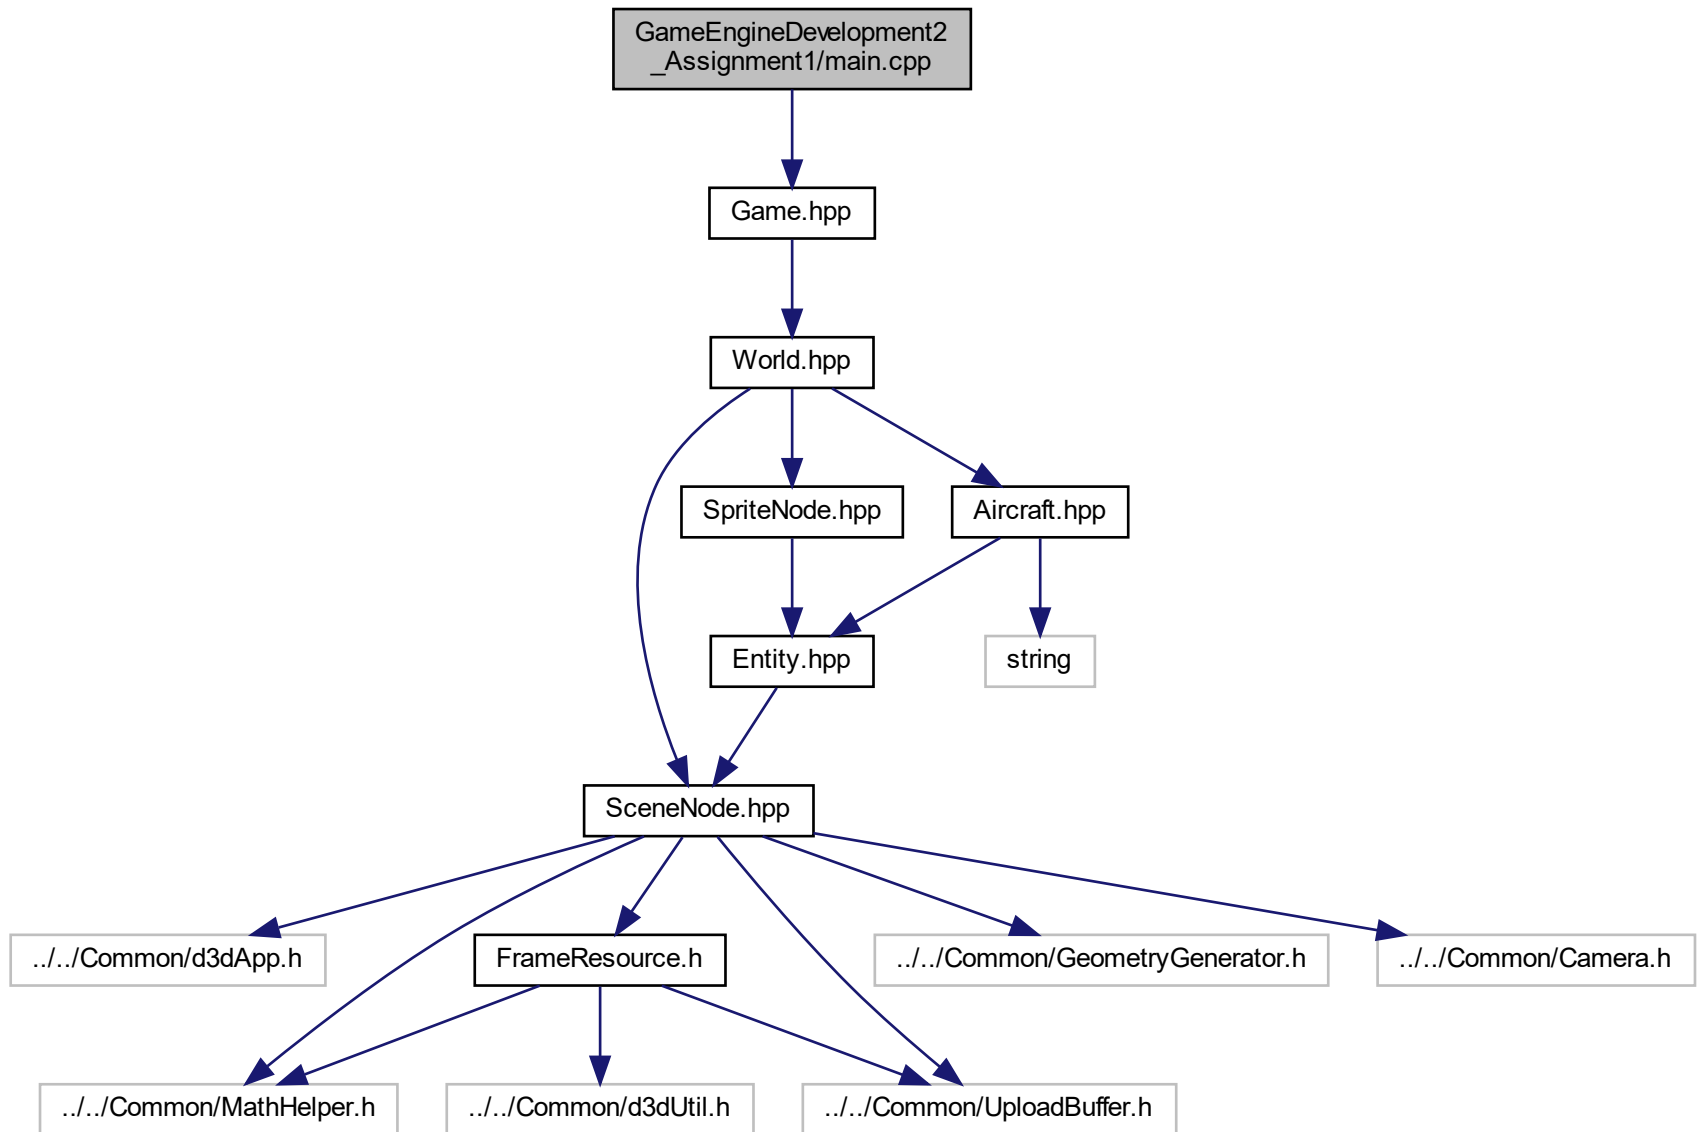 GameEngineDevelopment2
_Assignment1/main.cpp
Game.hpp
World.hpp
SpriteNode.hpp
Aircraft.hpp
Entity.hpp
string
SceneNode.hpp
../../Common/d3dApp.h
FrameResource.h
../../Common/GeometryGenerator.h
../../Common/Camera.h
../../Common/MathHelper.h
../../Common/d3dUtil.h
../../Common/UploadBuffer.h